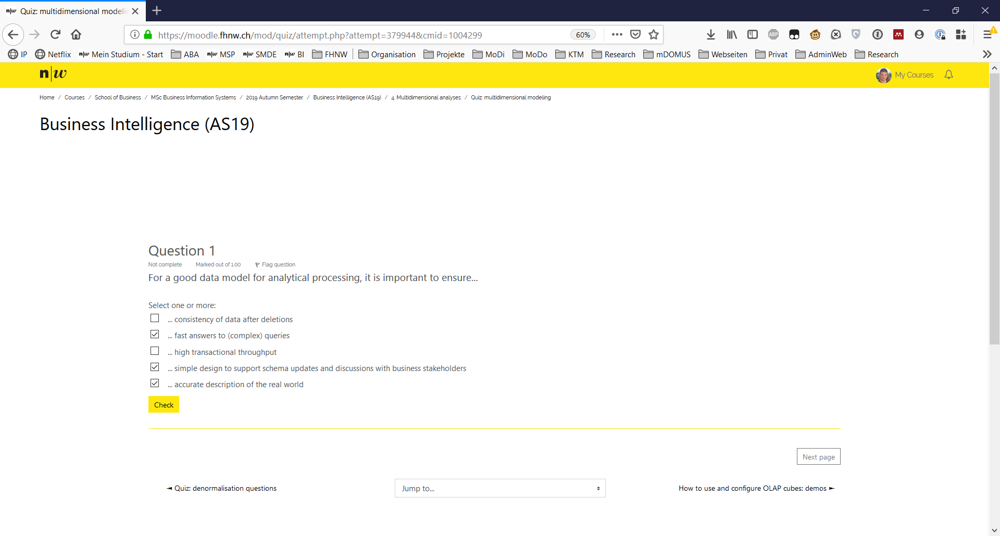 n|w Quiz: multidimensional modeli
https://moodle.fhnw.ch/mod/quiz/attempt.php?attempt=379944&cmid=1004299 60% ABP
IP Netflix n|w Mein Studium - Start ABA n|w MSP n|w SMDE n|w BI FHNW Organisation Projekte MoDi MoDo KTM Research mDOMUS Webseiten Privat AdminWeb Research
n|w My Courses
Home / Courses / School of Business / MSc Business Information Systems / 2019 Autumn Semester / Business Intelligence (AS19) / 4. Multidimensional analyses / Quiz: multidimensional modeling
Business Intelligence (AS19)
Question 1
Not complete Marked out of 1.00 Flag question
For a good data model for analytical processing, it is important to ensure...
Select one or more:
... consistency of data after deletions
... fast answers to (complex) queries
... high transactional throughput
... simple design to support schema updates and discussions with business stakeholders
... accurate description of the real world
Check
Next page
◄ Quiz: denormalisation questions Jump to... How to use and configure OLAP cubes: demos ►